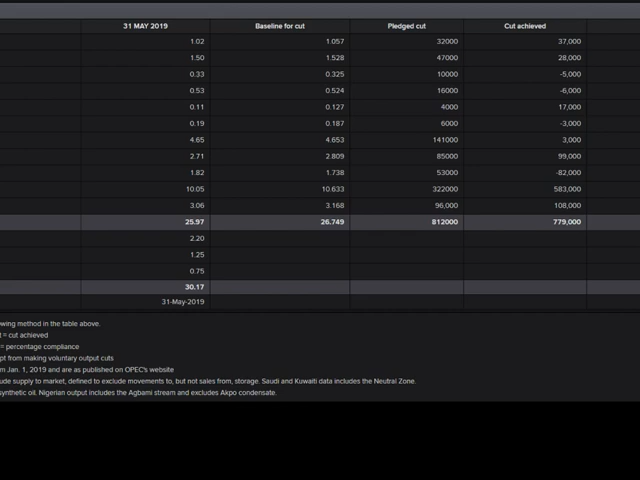 31 MAY 2019 Baseline for cut Pledged cut Cut achieved
1.02 1.057 32000 37,000
1.50 1.528 47000 28,000
0.33 0.325 10000 -5,000
0.53 0.524 16000 -6,000
0.11 0.127 4000 17,000
0.19 0.187 6000 -3,000
4.65 4.653 141000 3,000
2.71 2.809 85000 99,000
1.82 1.738 53000 -82,000
10.05 10.633 322000 583,000
3.06 3.168 96,000 108,000
25.97 26.749 812000 779,000
2.20
1.25
0.75
30.17
31-May-2019
wing method in the table above.
= cut achieved
= percentage compliance
pt from making voluntary output cuts
m Jan. 1, 2019 and are as published on OPEC's website
ude supply to market, defined to exclude movements to, but not sales from, storage. Saudi and Kuwaiti data includes the Neutral Zone.
synthetic oil. Nigerian output includes the Agbami stream and excludes Akpo condensate.